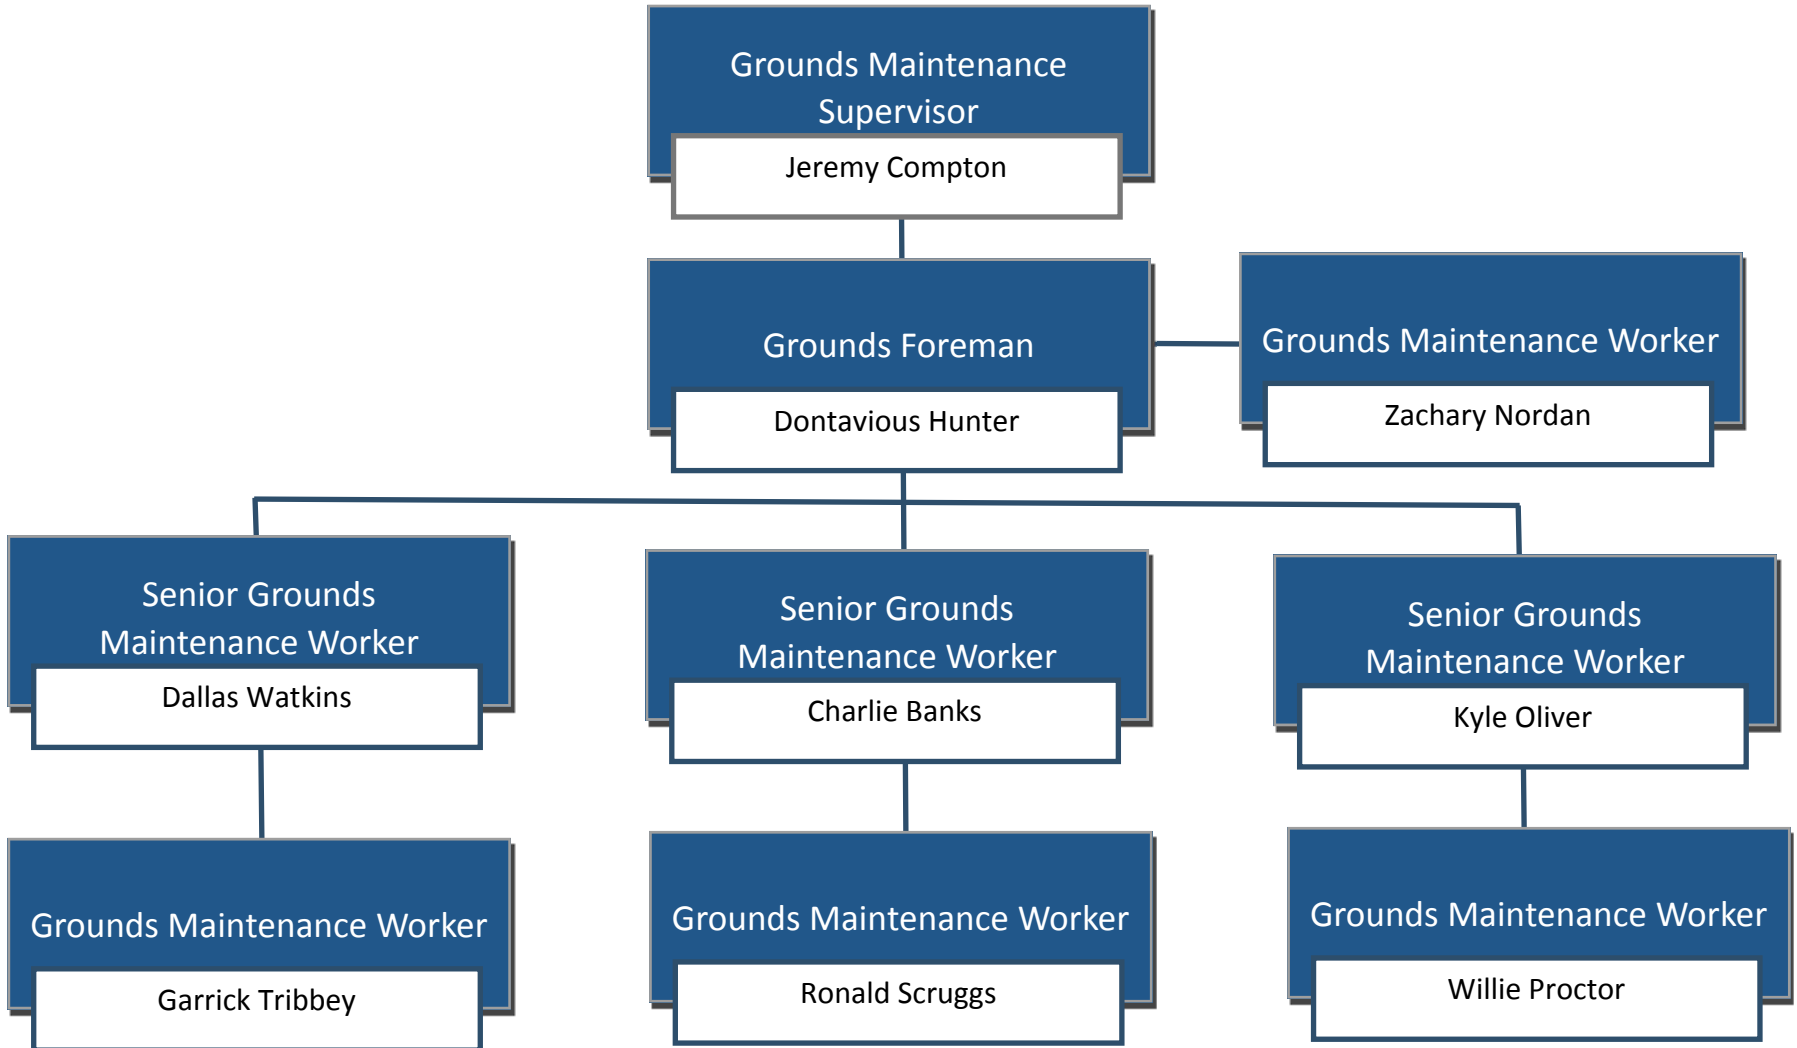 Grounds Maintenance
Supervisor
Jeremy Compton
Grounds Foreman
Dontavious Hunter
Grounds Maintenance Worker
Zachary Nordan
Senior Grounds
Maintenance Worker
Dallas Watkins
Senior Grounds
Maintenance Worker
Charlie Banks
Senior Grounds
Maintenance Worker
Kyle Oliver
Grounds Maintenance Worker
Garrick Tribbey
Grounds Maintenance Worker
Ronald Scruggs
Grounds Maintenance Worker
Willie Proctor